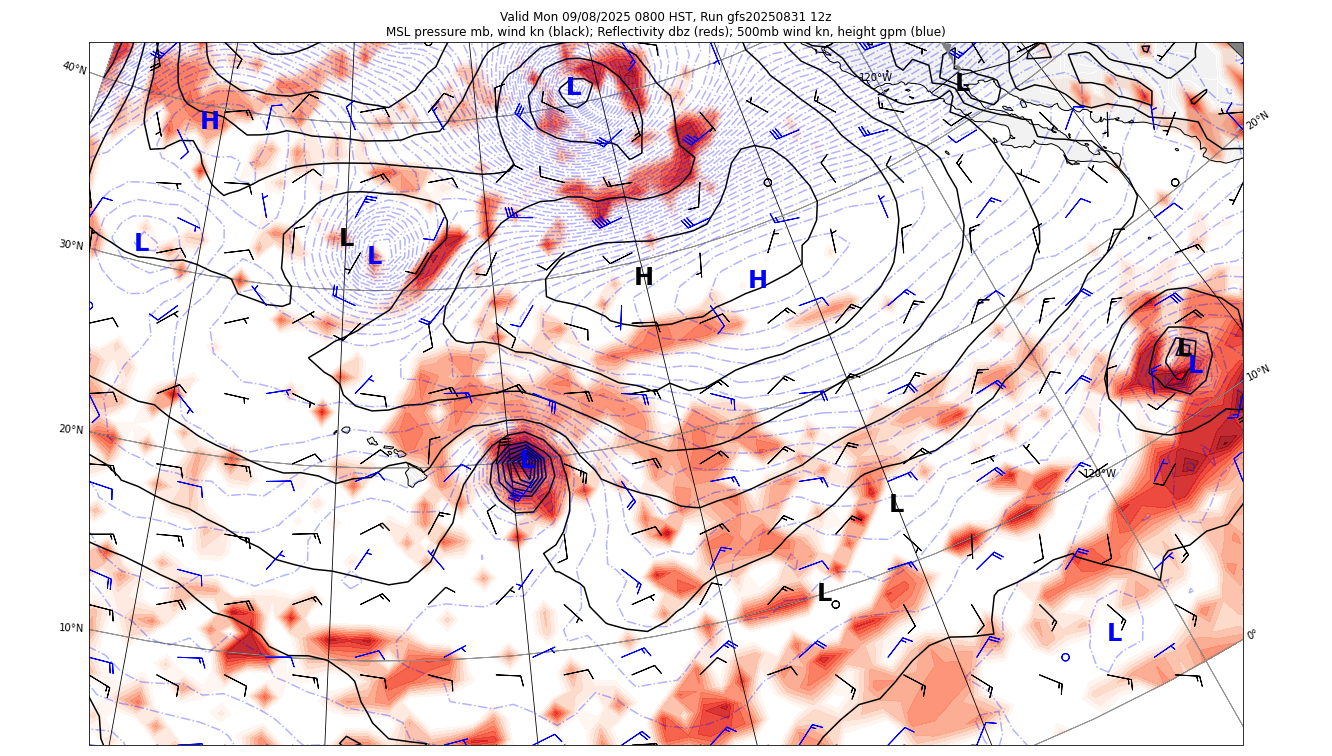 Valid Mon 09/08/2025 0800 HST, Run gfs20250831 12z
MSL pressure mb, wind kn (black); Reflectivity dbz (reds); 500mb wind kn, height gpm (blue)
40°N
120°W
L
L
20°N
H
L
30°N
L
L
H
H
L
L
10°N
20°N
L
120°W
L
L
10°N
L
0°